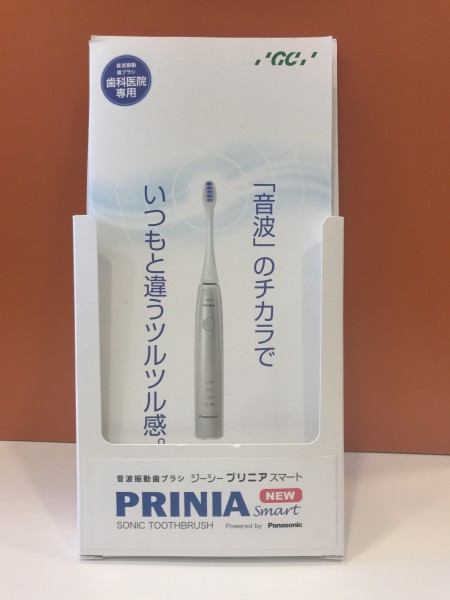 音波振動
歯ブラシ
歯科医院
専用
GC
「音波」のチカラで
いつもと違うツルツル感。
PRINIA
Panasonic
音波振動歯ブラシ ジーシー プリニア スマート
PRINIA NEW smart
SONIC TOOTHBRUSH Powered by Panasonic